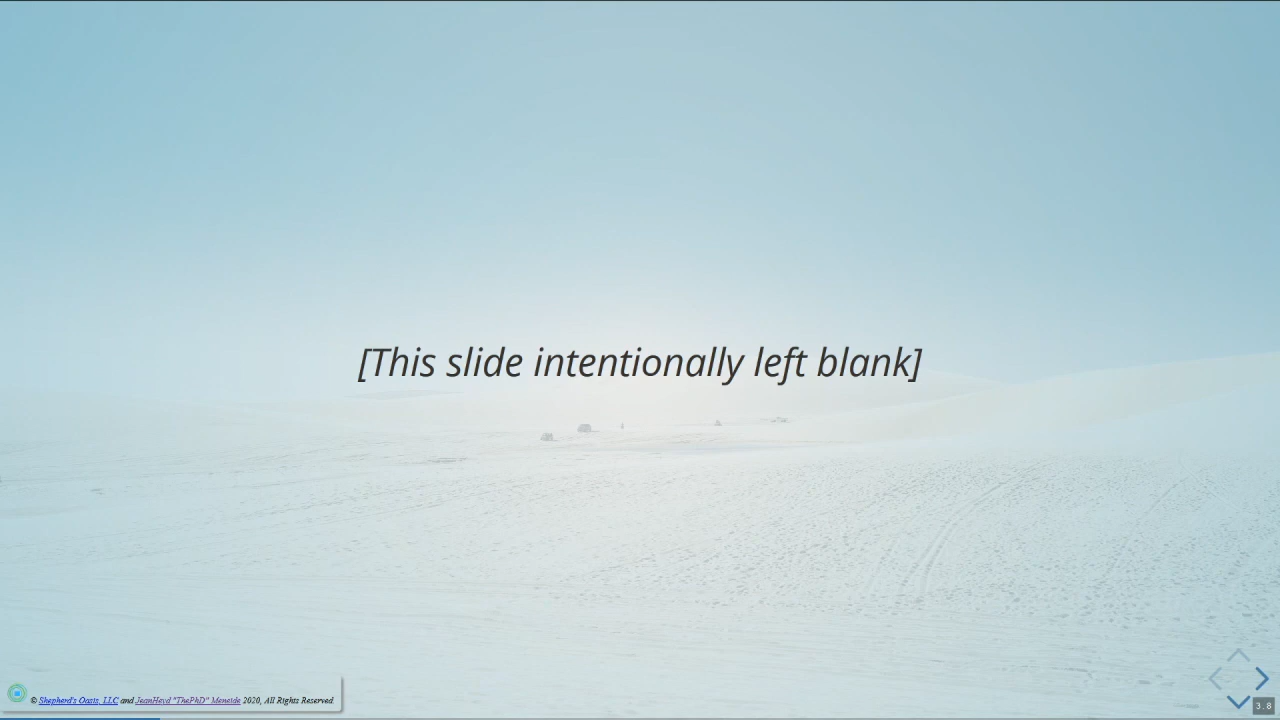 [This slide intentionally left blank]
© Shepherd's Oasis, LLC and JeanHeyd "ThePhD" Meneide 2020, All Rights Reserved
3.8